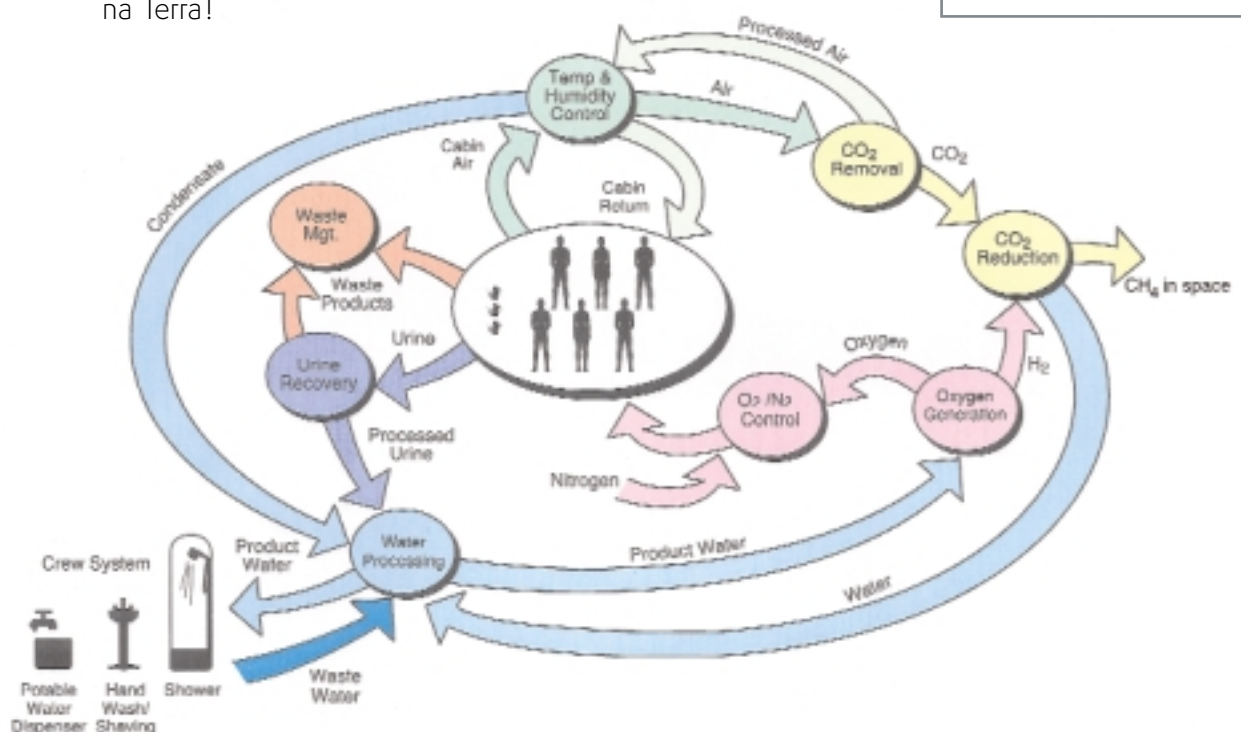 na Terra!
Processed Air
Temp &
Humidity
Control
Air
CO₂
Removal
CO₂
Cabin
Air
Cabin
Return
Condensate
Waste
Mgt.
Waste
Products
CO₂
Reduction
CH₄ in space
Urine
Urine
Recovery
Oxygen
H₂
O₂ /N₂
Control
Oxygen
Generation
Processed
Urine
Nitrogen
Water
Processing
Product
Water
Product Water
Crew System
Water
Waste
Water
Potable
Water
Dispenser
Hand
Wash/
Shaving
Shower